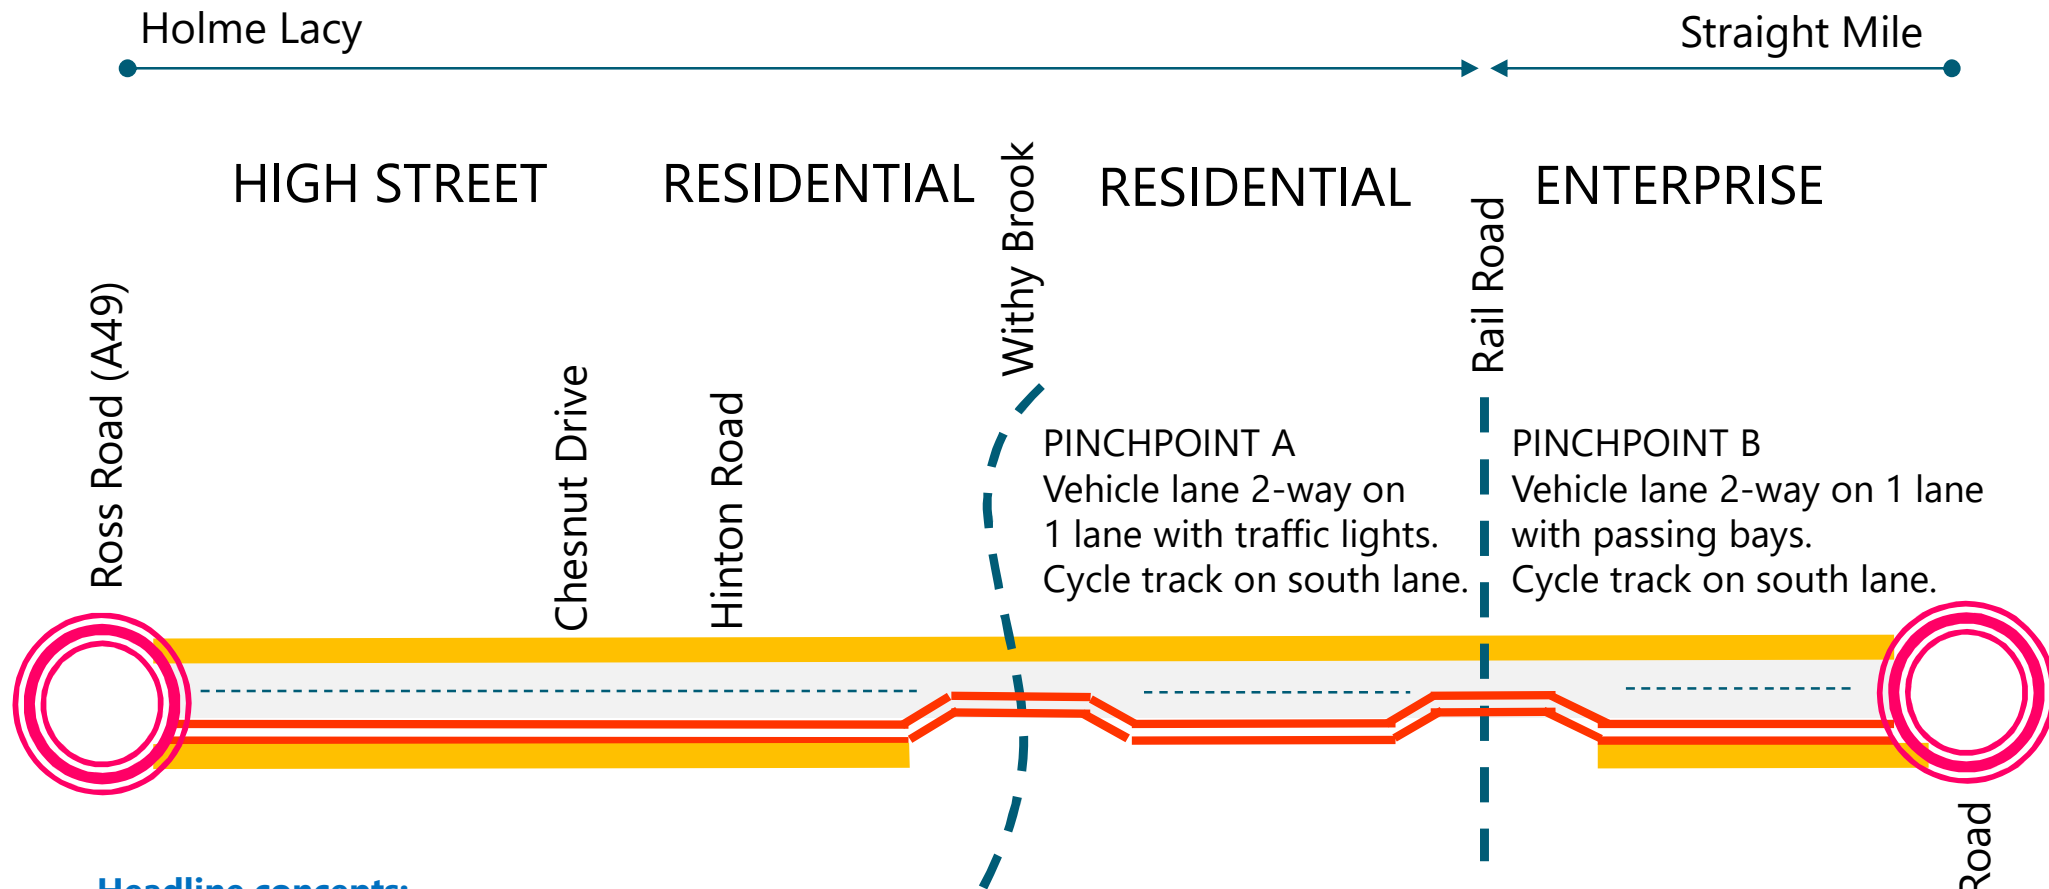 Holme Lacy
Straight Mile
HIGH STREET
RESIDENTIAL
Withy Brook
RESIDENTIAL
ENTERPRISE
Rail Road
Ross Road (A49)
Chesnut Drive
Hinton Road
PINCHPOINT A
Vehicle lane 2-way on
1 lane with traffic lights.
Cycle track on south lane.
PINCHPOINT B
Vehicle lane 2-way on 1 lane
with passing bays.
Cycle track on south lane.
Road
Headline concepts: